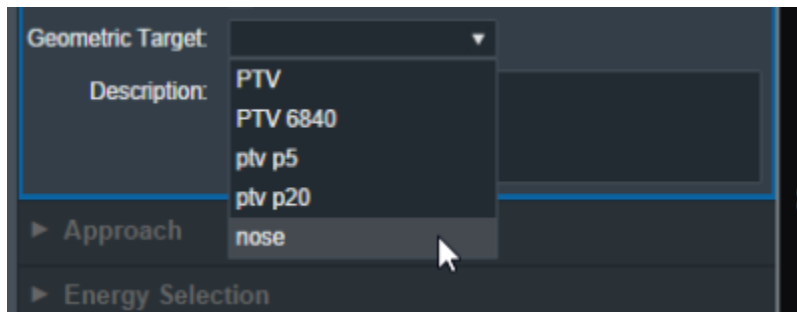 Geometric Target:
Description:
PTV
PTV 6840
ptv p5
ptv p20
nose
Approach
Energy Selection